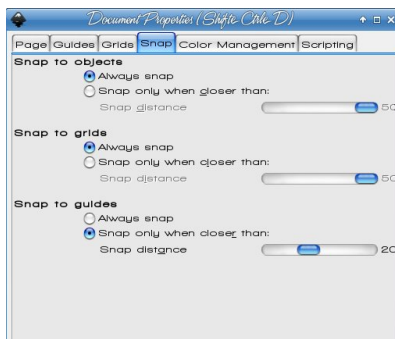 Document Properties (Shift+Ctrl+D)
Page Guides Grids Snap Color Management Scripting
Snap to objects
Always snap
Snap only when closer than:
Snap distance 50
Snap to grids
Always snap
Snap only when closer than:
Snap distance 50
Snap to guides
Always snap
Snap only when closer than:
Snap distance 20